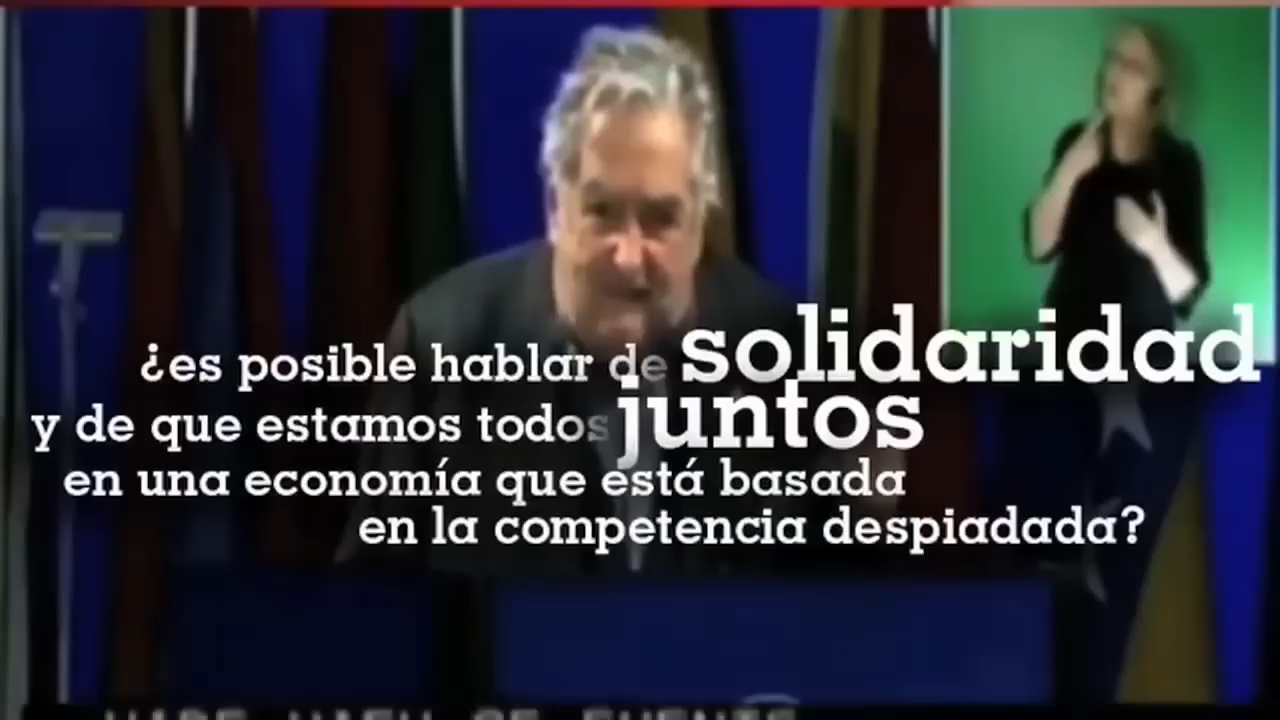 ¿es posible hablar de solidaridad
y de que estamos todos juntos
en una economía que está basada
en la competencia despiadada?